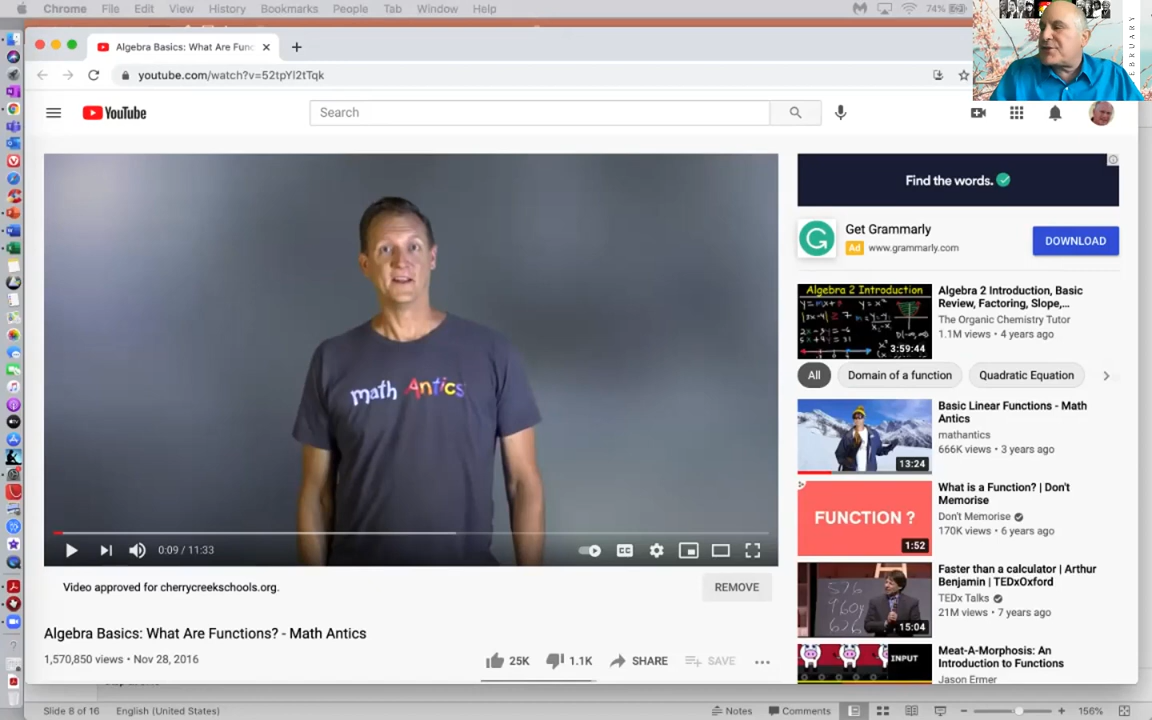 Chrome File Edit View History Bookmarks People Tab Window Help 74%
Algebra Basics: What Are Func
youtube.com/watch?v=52tpYl2tTqk
YouTube
Search
math Antics
0:09 / 11:33
CC
Video approved for cherrycreekschools.org.
REMOVE
Algebra Basics: What Are Functions? - Math Antics
1,570,850 views • Nov 28, 2016
25K 1.1K SHARE SAVE
Find the words.
Get Grammarly
Ad www.grammarly.com
DOWNLOAD
Algebra 2 Introduction
3:59:44
Algebra 2 Introduction, Basic
Review, Factoring, Slope,...
The Organic Chemistry Tutor
1.1M views • 4 years ago
All Domain of a function Quadratic Equation
13:24
Basic Linear Functions - Math
Antics
mathantics
666K views • 3 years ago
FUNCTION ?
1:52
What is a Function? | Don't
Memorise
Don't Memorise
170K views • 6 years ago
15:04
Faster than a calculator | Arthur
Benjamin | TEDxOxford
TEDx Talks
21M views • 7 years ago
INPUT
Meat-A-Morphosis: An
Introduction to Functions
Jason Ermer
Slide 8 of 16 English (United States) Notes Comments 156%